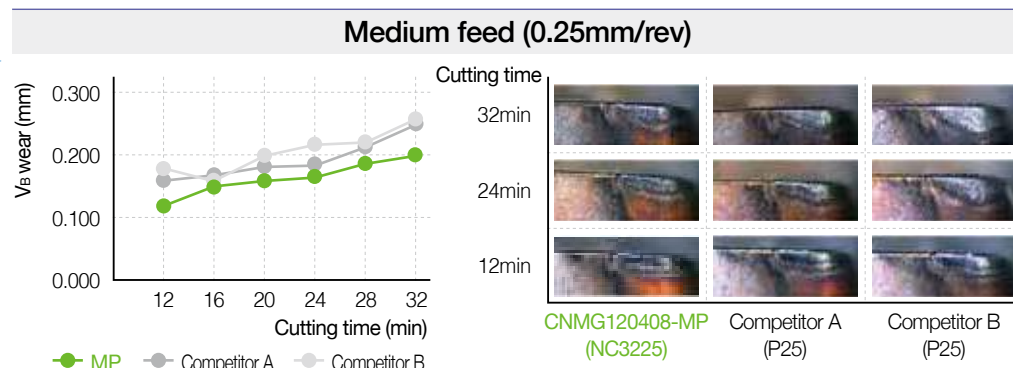 Medium feed (0.25mm/rev)
VB wear (mm)
0.300
0.200
0.100
0.000
12 16 20 24 28 32
Cutting time (min)
MP Competitor A Competitor B
Cutting time
32min
24min
12min
CNMG120408-MP
(NC3225)
Competitor A
(P25)
Competitor B
(P25)